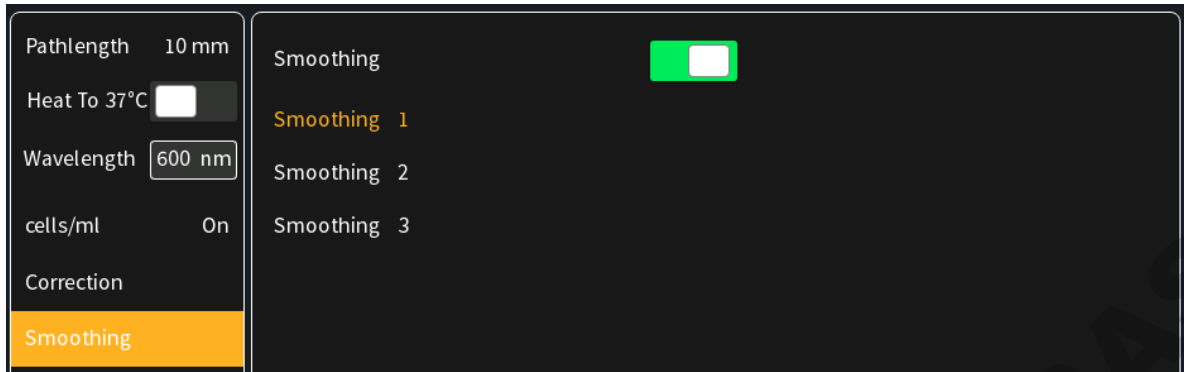 Pathlength 10 mm
Heat To 37°C
Wavelength 600 nm
cells/ml On
Correction
Smoothing
Smoothing
Smoothing 1
Smoothing 2
Smoothing 3